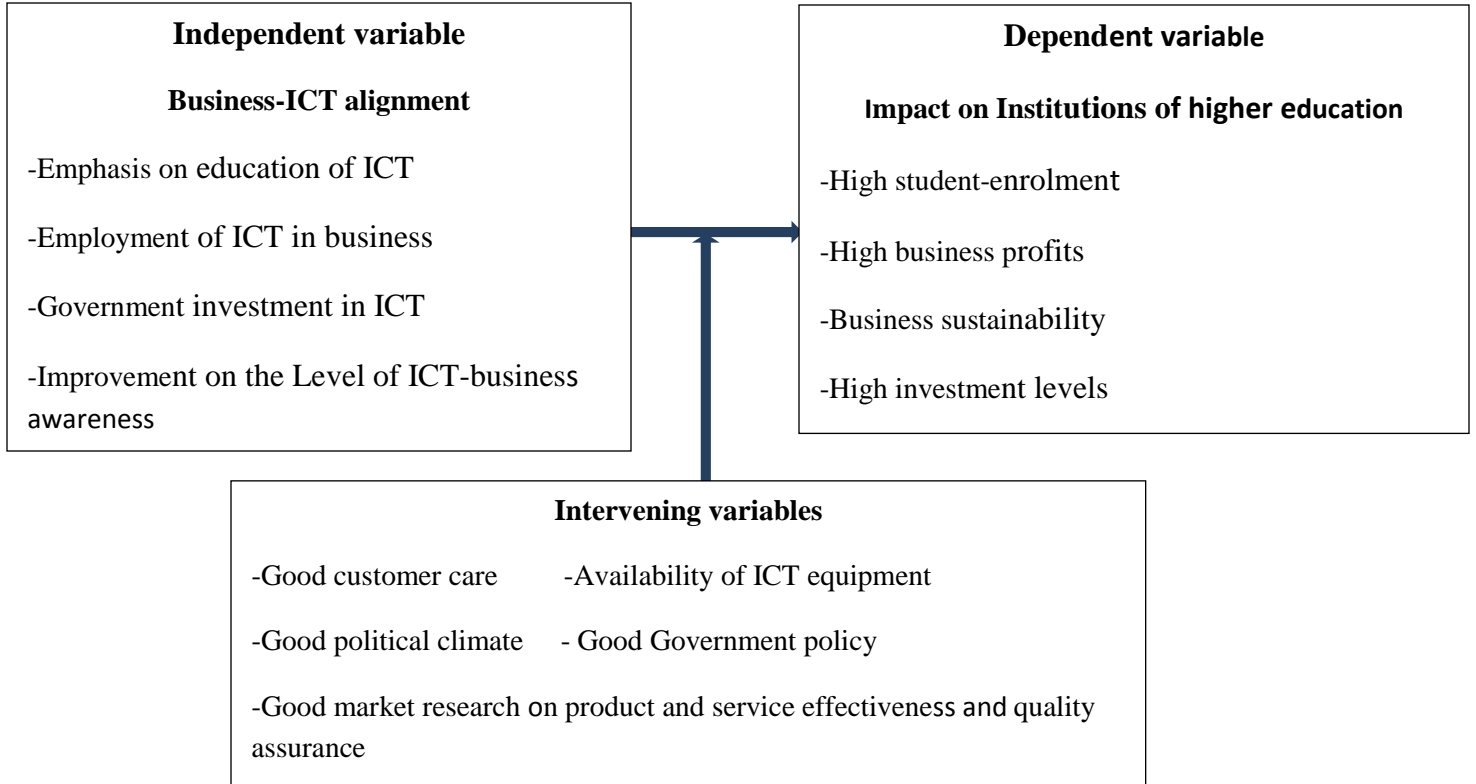 Independent variable
Business-ICT alignment
-Emphasis on education of ICT
-Employment of ICT in business
-Government investment in ICT
-Improvement on the Level of ICT-business
awareness
Dependent variable
Impact on Institutions of higher education
-High student-enrolment
-High business profits
-Business sustainability
-High investment levels
Intervening variables
-Good customer care -Availability of ICT equipment
-Good political climate - Good Government policy
-Good market research on product and service effectiveness and quality
assurance